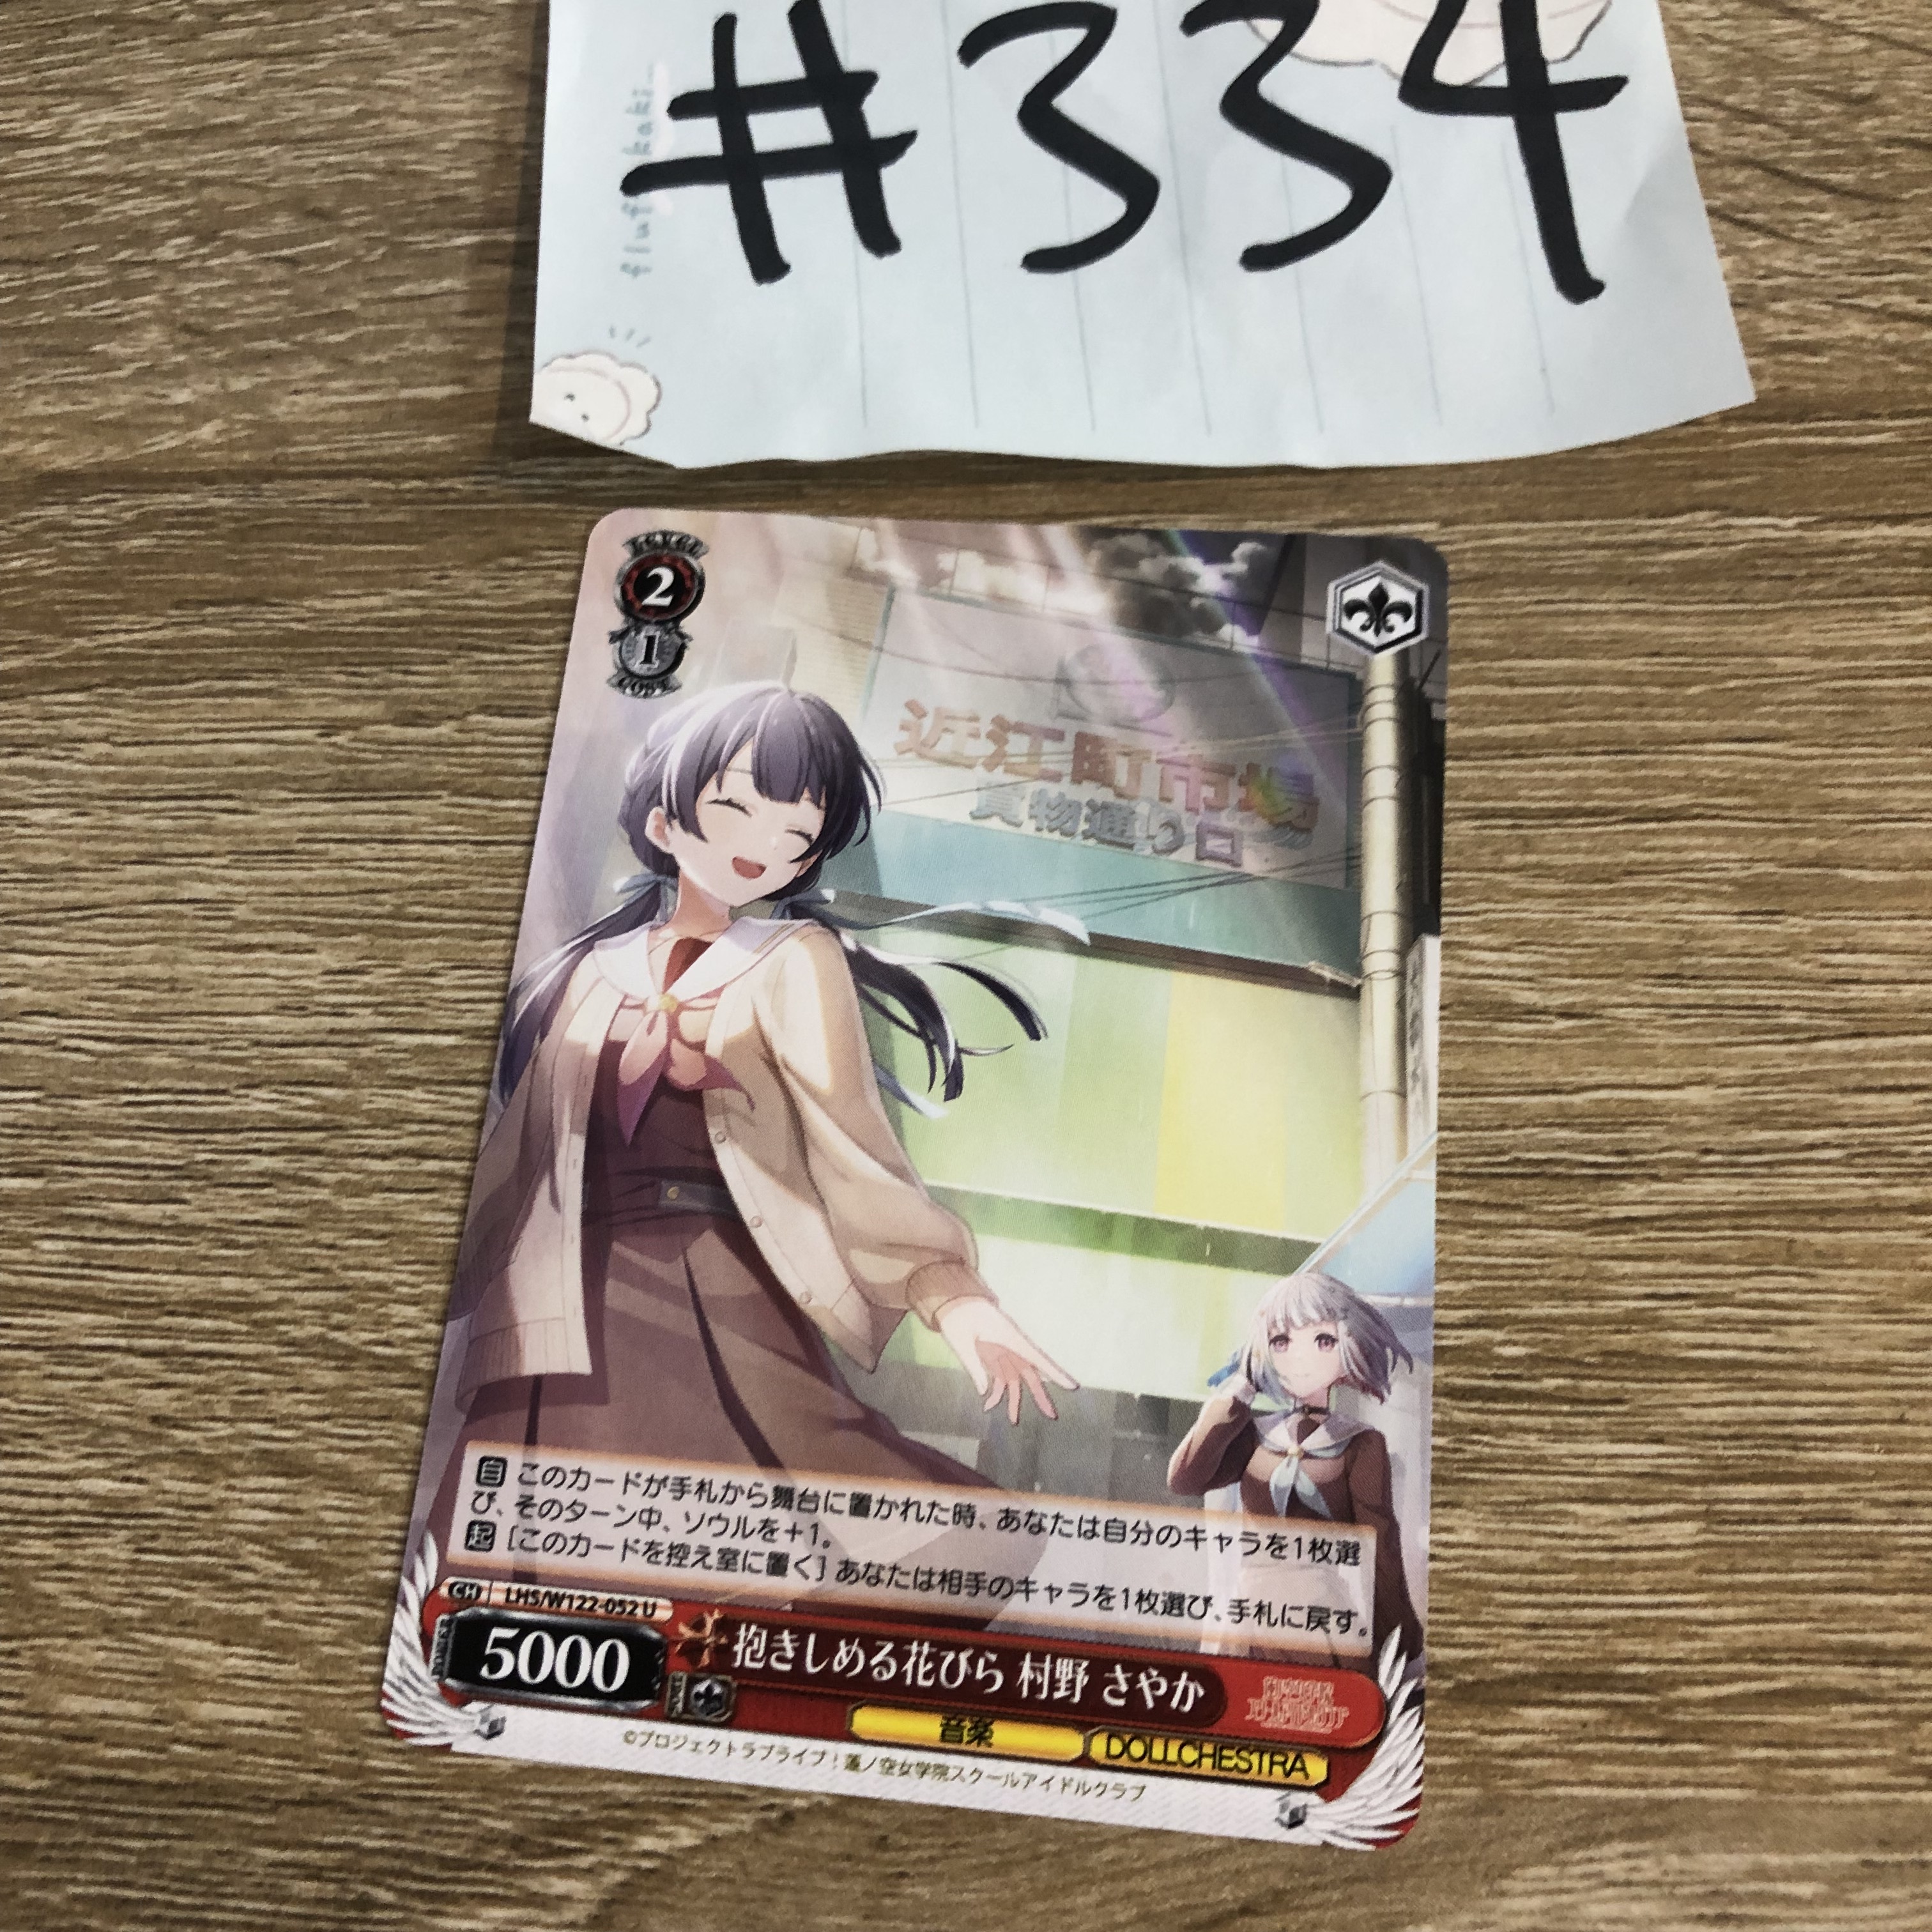 #334
fluffy kaki
LEVEL
2
1
COST
近江町市場
買物通り口
自 このカードが手札から舞台に置かれた時、あなたは自分のキャラを1枚選
び、そのターン中、ソウルを+1。
起 [このカードを控え室に置く] あなたは相手のキャラを1枚選び、手札に戻す。
CH LHS/W122-052 U
5000
抱きしめる花びら 村野 さやか
音楽 DOLLCHESTRA
©プロジェクトラブライブ!蓮ノ空女学院スクールアイドルクラブ